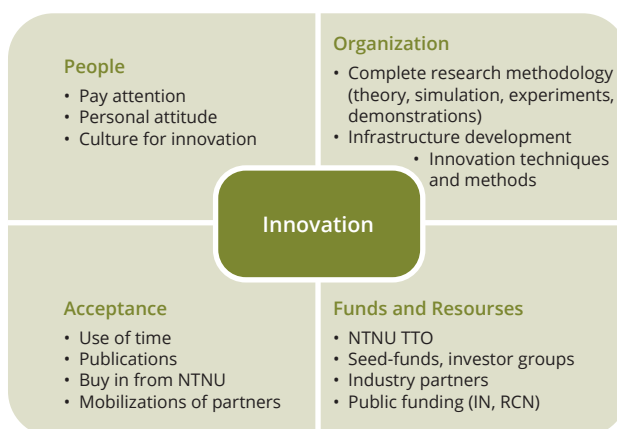 People
• Pay attention
• Personal attitude
• Culture for innovation
Organization
• Complete research methodology
(theory, simulation, experiments,
demonstrations)
• Infrastructure development
• Innovation techniques
and methods
Innovation
Acceptance
• Use of time
• Publications
• Buy in from NTNU
• Mobilizations of partners
Funds and Resourses
• NTNU TTO
• Seed-funds, investor groups
• Industry partners
• Public funding (IN, RCN)